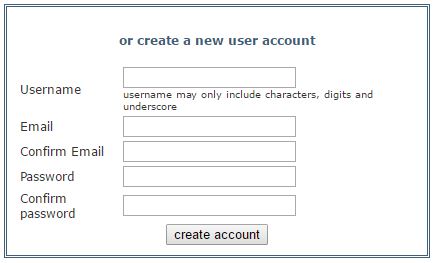 or create a new user account
Username
username may only include characters, digits and
underscore
Email
Confirm Email
Password
Confirm
password
create account